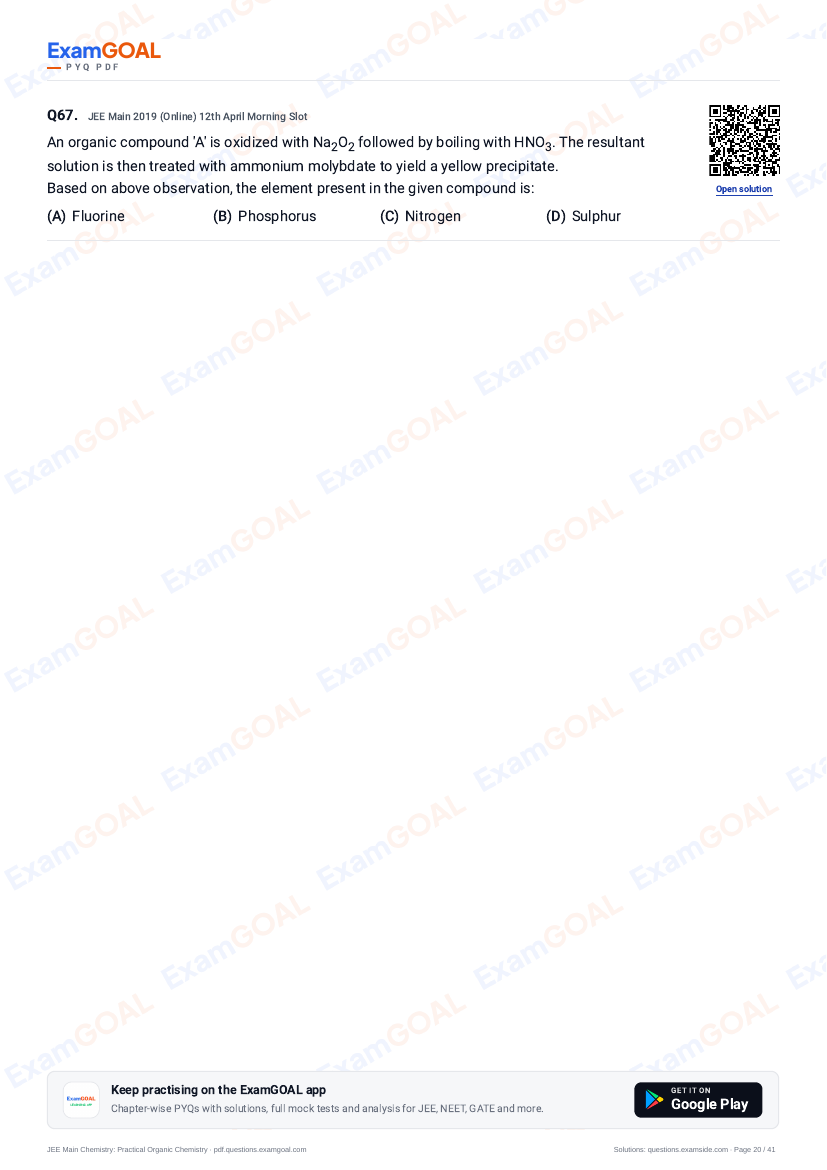 ExamGOAL
PYQ PDF
Q67. JEE Main 2019 (Online) 12th April Morning Slot
An organic compound 'A' is oxidized with Na₂O₂ followed by boiling with HNO₃. The resultant
solution is then treated with ammonium molybdate to yield a yellow precipitate.
Based on above observation, the element present in the given compound is:
Open solution
(A) Fluorine (B) Phosphorus (C) Nitrogen (D) Sulphur
Keep practising on the ExamGOAL app
Chapter-wise PYQs with solutions, full mock tests and analysis for JEE, NEET, GATE and more.
GET IT ON
Google Play
JEE Main Chemistry: Practical Organic Chemistry · pdf.questions.examgoal.com
Solutions: questions.examside.com · Page 20 / 41